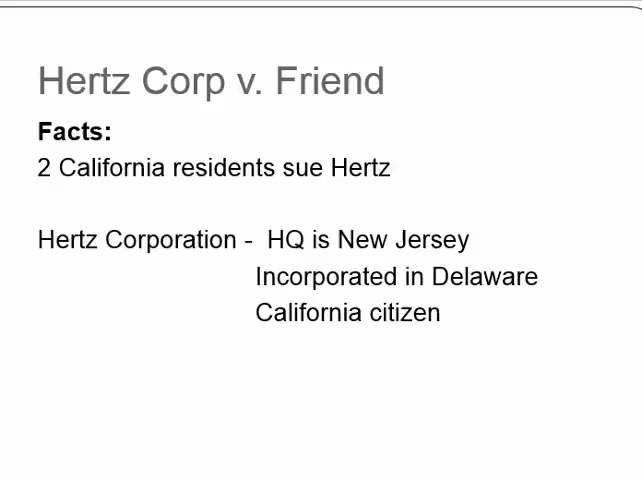 Hertz Corp v. Friend
Facts:
2 California residents sue Hertz
Hertz Corporation - HQ is New Jersey
Incorporated in Delaware
California citizen